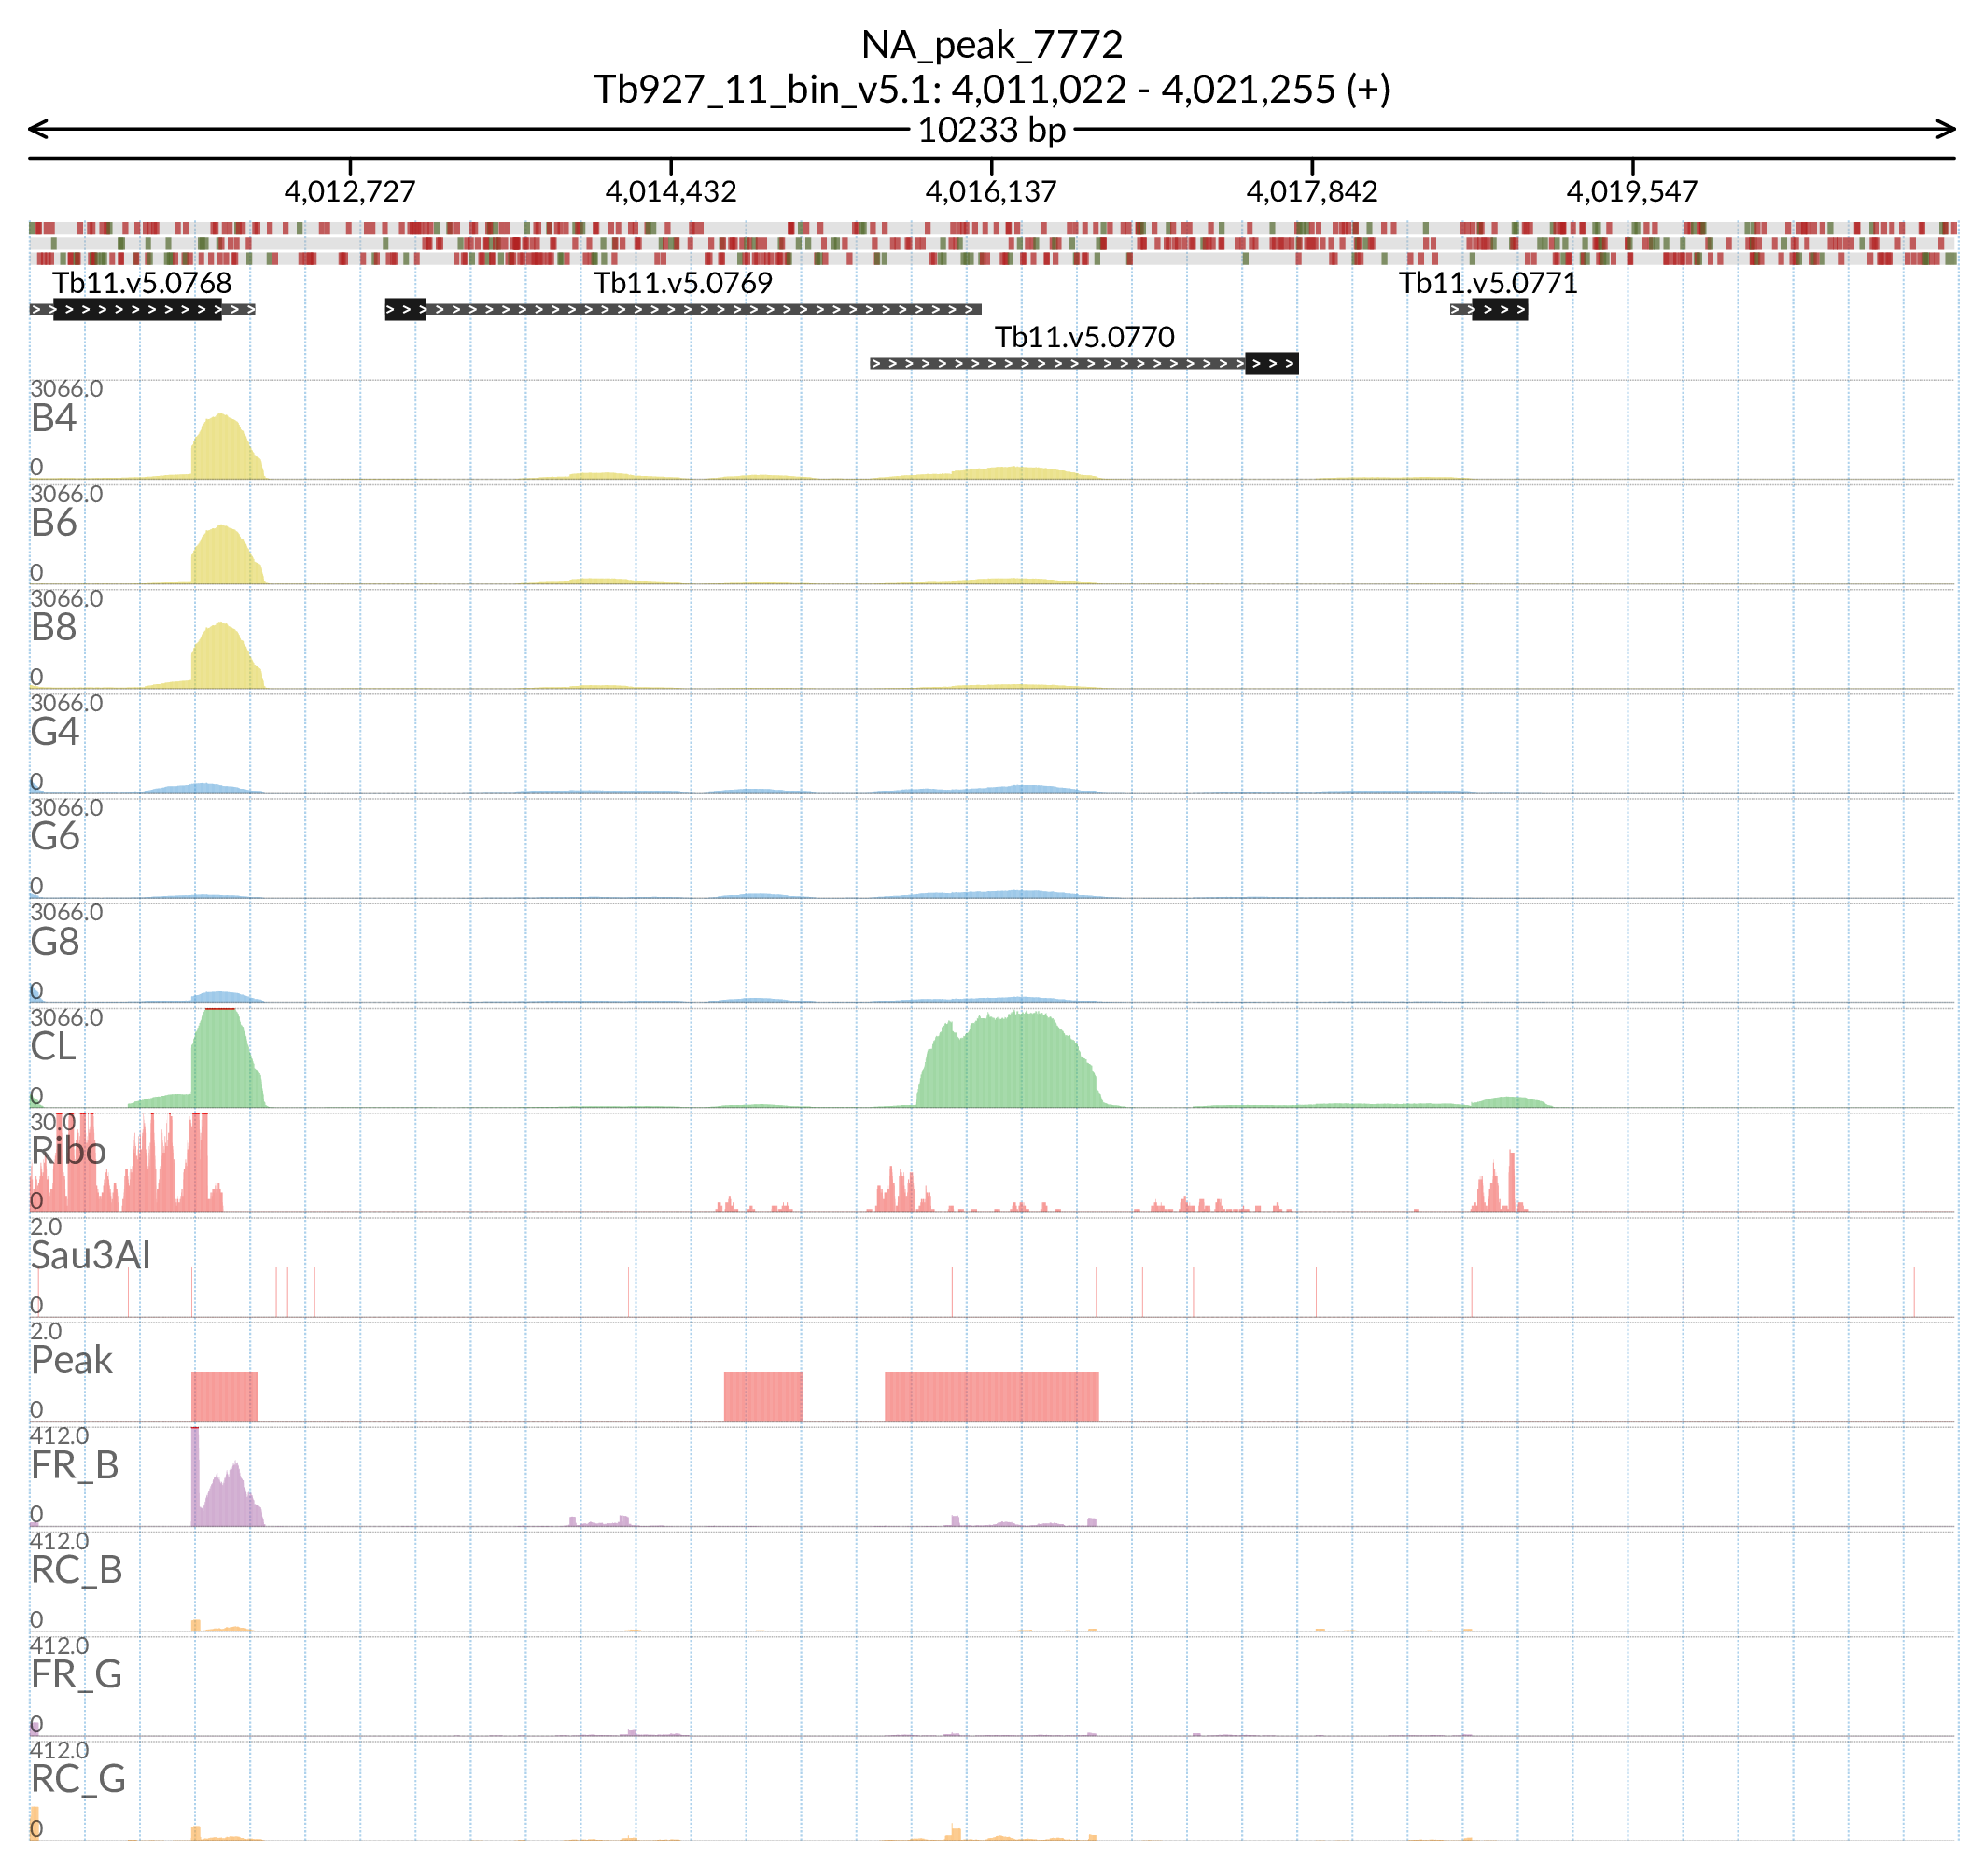 NA_peak_7772
Tb927_11_bin_v5.1: 4,011,022 - 4,021,255 (+)
10233 bp
4,012,727 4,014,432 4,016,137 4,017,842 4,019,547
Tb11.v5.0768 Tb11.v5.0769 Tb11.v5.0771
Tb11.v5.0770
3066.0
B4
0
3066.0
B6
0
3066.0
B8
0
3066.0
G4
0
3066.0
G6
0
3066.0
G8
0
3066.0
CL
0
30.0
Ribo
0
2.0
Sau3AI
0
2.0
Peak
0
412.0
FR_B
0
412.0
RC_B
0
412.0
FR_G
0
412.0
RC_G
0